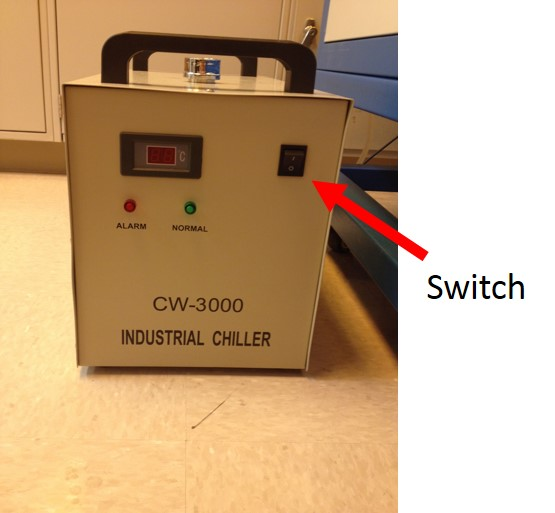 C
ALARM
NORMAL
CW-3000
INDUSTRIAL CHILLER
Switch